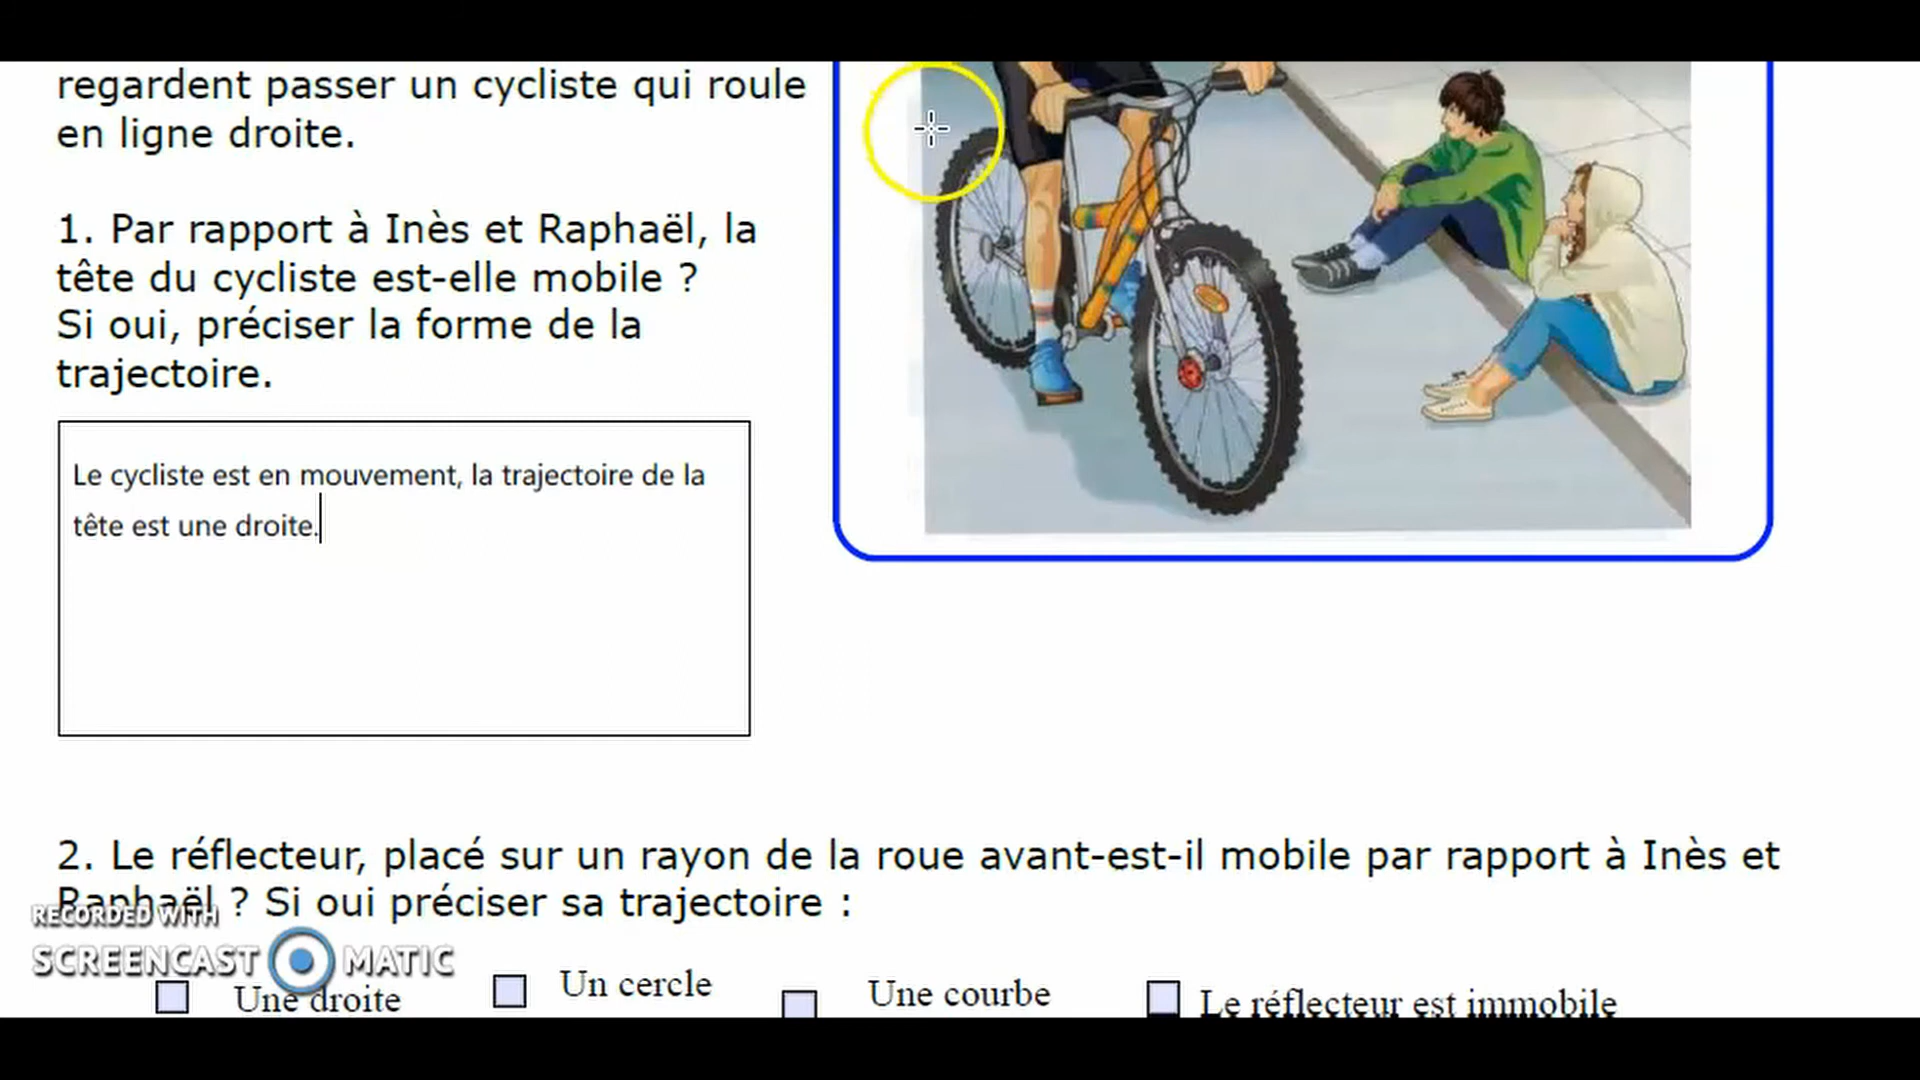 regardent passer un cycliste qui roule
en ligne droite.
1. Par rapport à Inès et Raphaël, la
tête du cycliste est-elle mobile ?
Si oui, préciser la forme de la
trajectoire.
Le cycliste est en mouvement, la trajectoire de la
tête est une droite.
2. Le réflecteur, placé sur un rayon de la roue avant-est-il mobile par rapport à Inès et
Raphaël ? Si oui préciser sa trajectoire :
RECORDED WITH
SCREENCAST MATIC
Une droite
Un cercle
Une courbe
Le réflecteur est immobile